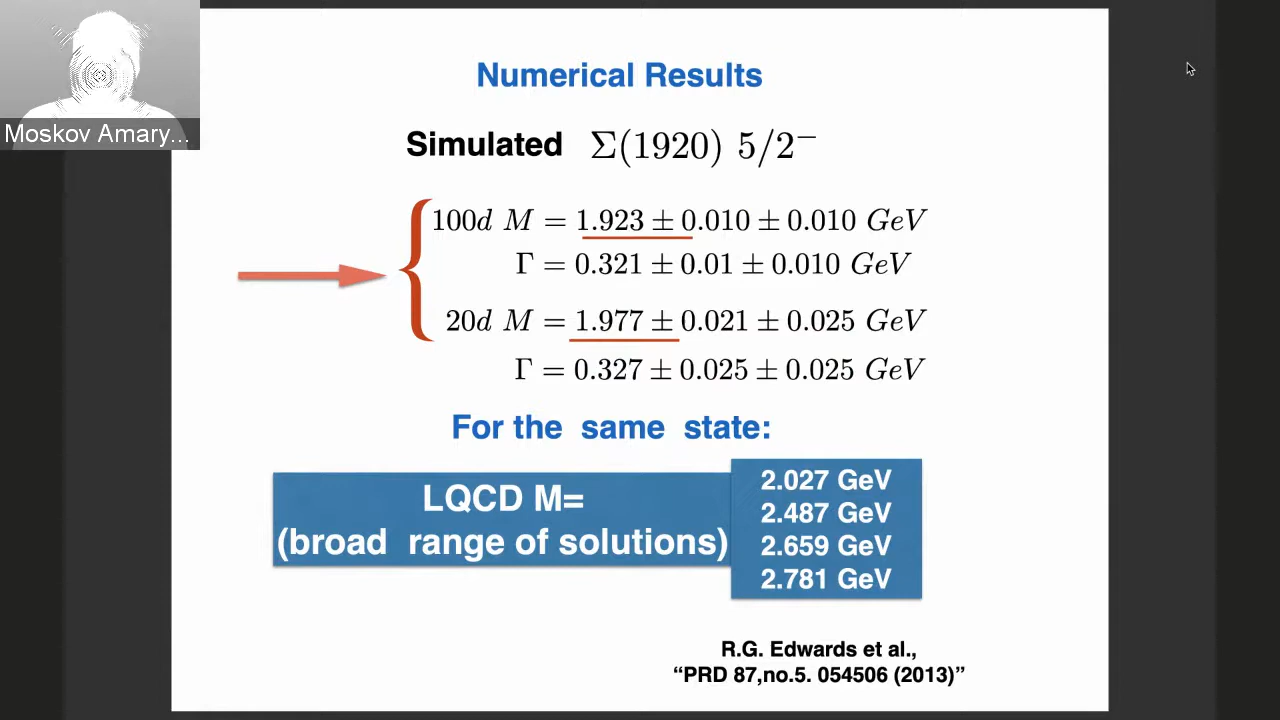 Moskov Amary...
Numerical Results
Simulated Σ(1920) 5/2⁻
100d M = 1.923 ± 0.010 ± 0.010 GeV
Γ = 0.321 ± 0.01 ± 0.010 GeV
20d M = 1.977 ± 0.021 ± 0.025 GeV
Γ = 0.327 ± 0.025 ± 0.025 GeV
For the same state:
LQCD M=
(broad range of solutions)
2.027 GeV
2.487 GeV
2.659 GeV
2.781 GeV
R.G. Edwards et al.,
“PRD 87,no.5. 054506 (2013)”